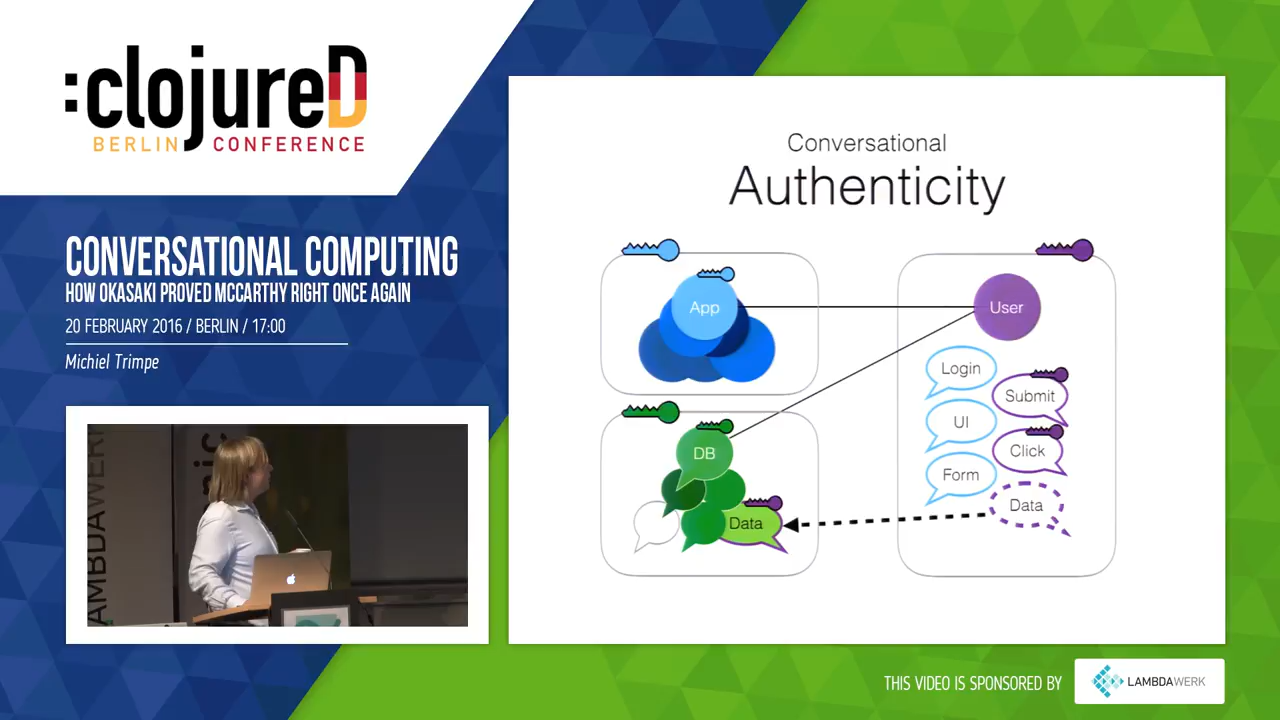 :clojureD
BERLIN CONFERENCE
CONVERSATIONAL COMPUTING
HOW OKASAKI PROVED MCCARTHY RIGHT ONCE AGAIN
20 FEBRUARY 2016 / BERLIN / 17:00
Michiel Trimpe
AMBDAWERK
nic
Conversational
Authenticity
App
User
Login
Submit
UI
Click
Form
Data
DB
Data
THIS VIDEO IS SPONSORED BY
LAMBDAWERK